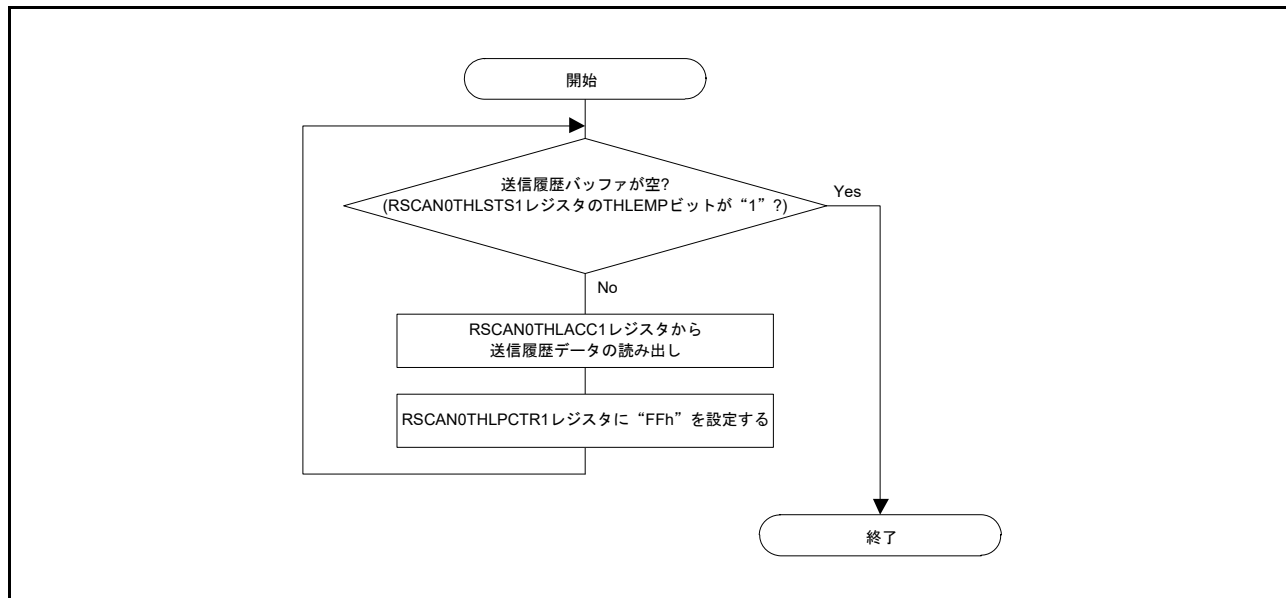 開始
送信履歴バッファが空?
(RSCAN0THLSTS1レジスタのTHLEMPビットが“1”?)
Yes
No
RSCAN0THLACC1レジスタから
送信履歴データの読み出し
RSCAN0THLPCTR1レジスタに“FFh”を設定する
終了